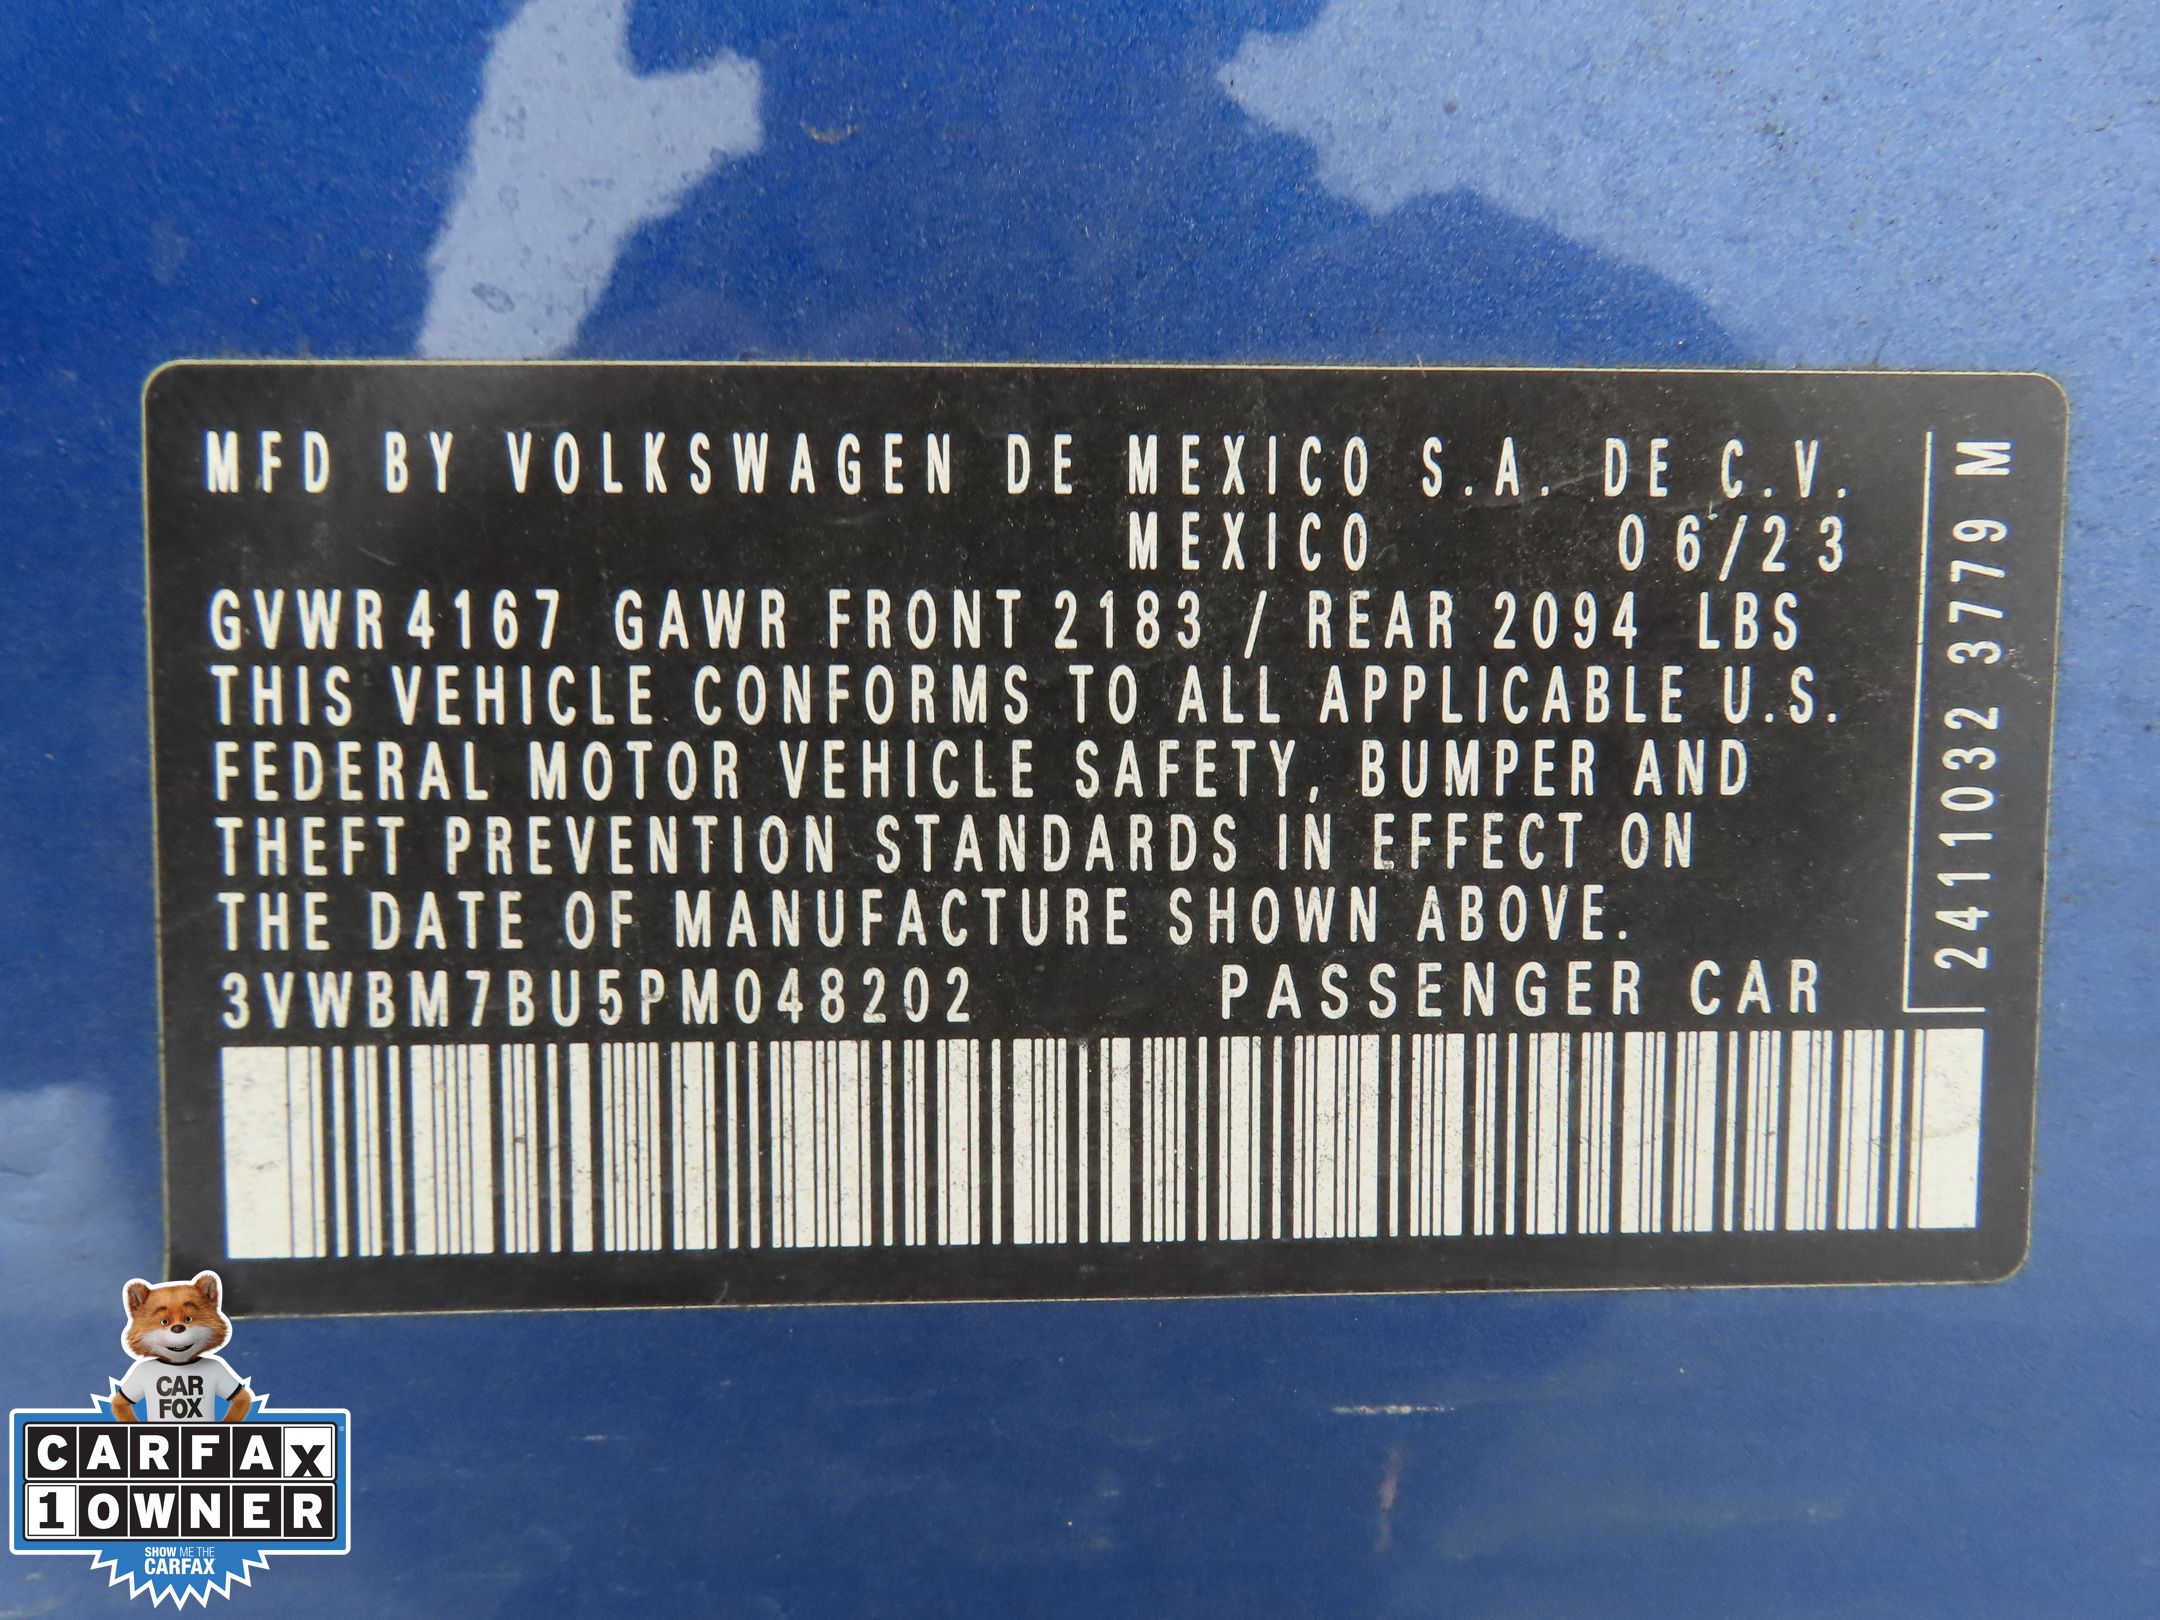 MFD BY VOLKSWAGEN DE MEXICO S.A. DE C.V.
MEXICO 06/23
GVWR 4167 GAWR FRONT 2183 / REAR 2094 LBS
THIS VEHICLE CONFORMS TO ALL APPLICABLE U.S.
FEDERAL MOTOR VEHICLE SAFETY, BUMPER AND
THEFT PREVENTION STANDARDS IN EFFECT ON
THE DATE OF MANUFACTURE SHOWN ABOVE.
3VWBM7BU5PM048202 PASSENGER CAR
2411032 3779 M
CAR
FOX
CARFAX
1 OWNER
SHOW ME THE
CARFAX